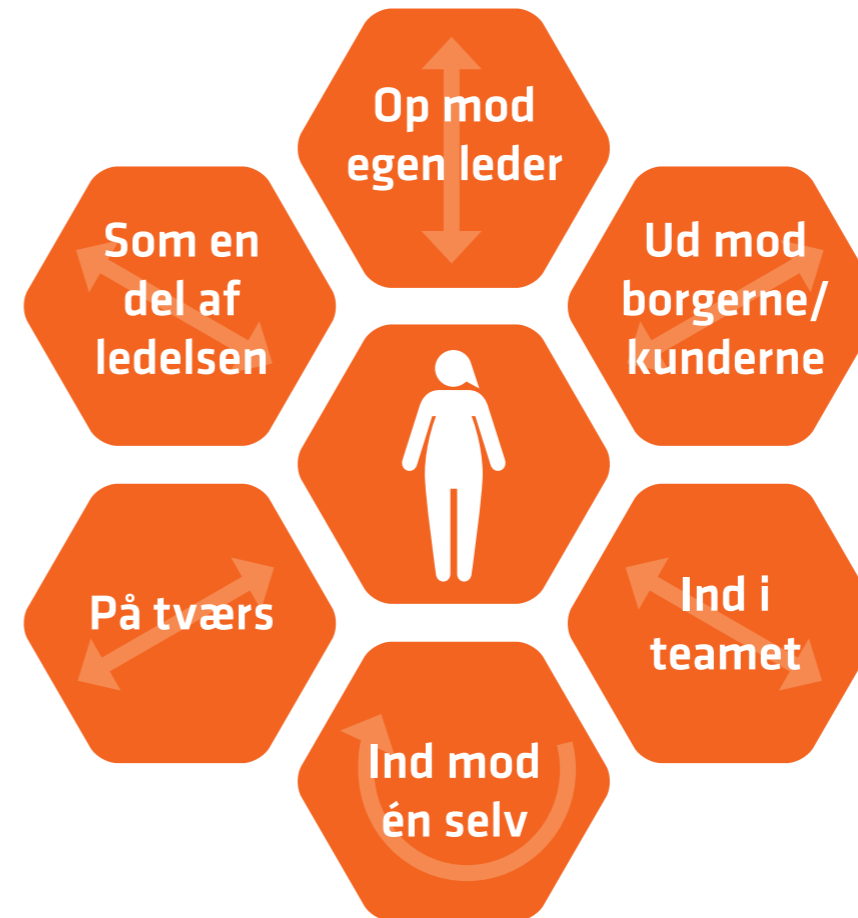 Op mod
egen leder
Som en
del af
ledelsen
Ud mod
borgerne/
kunderne
På tværs
Ind i
teamet
Ind mod
én selv